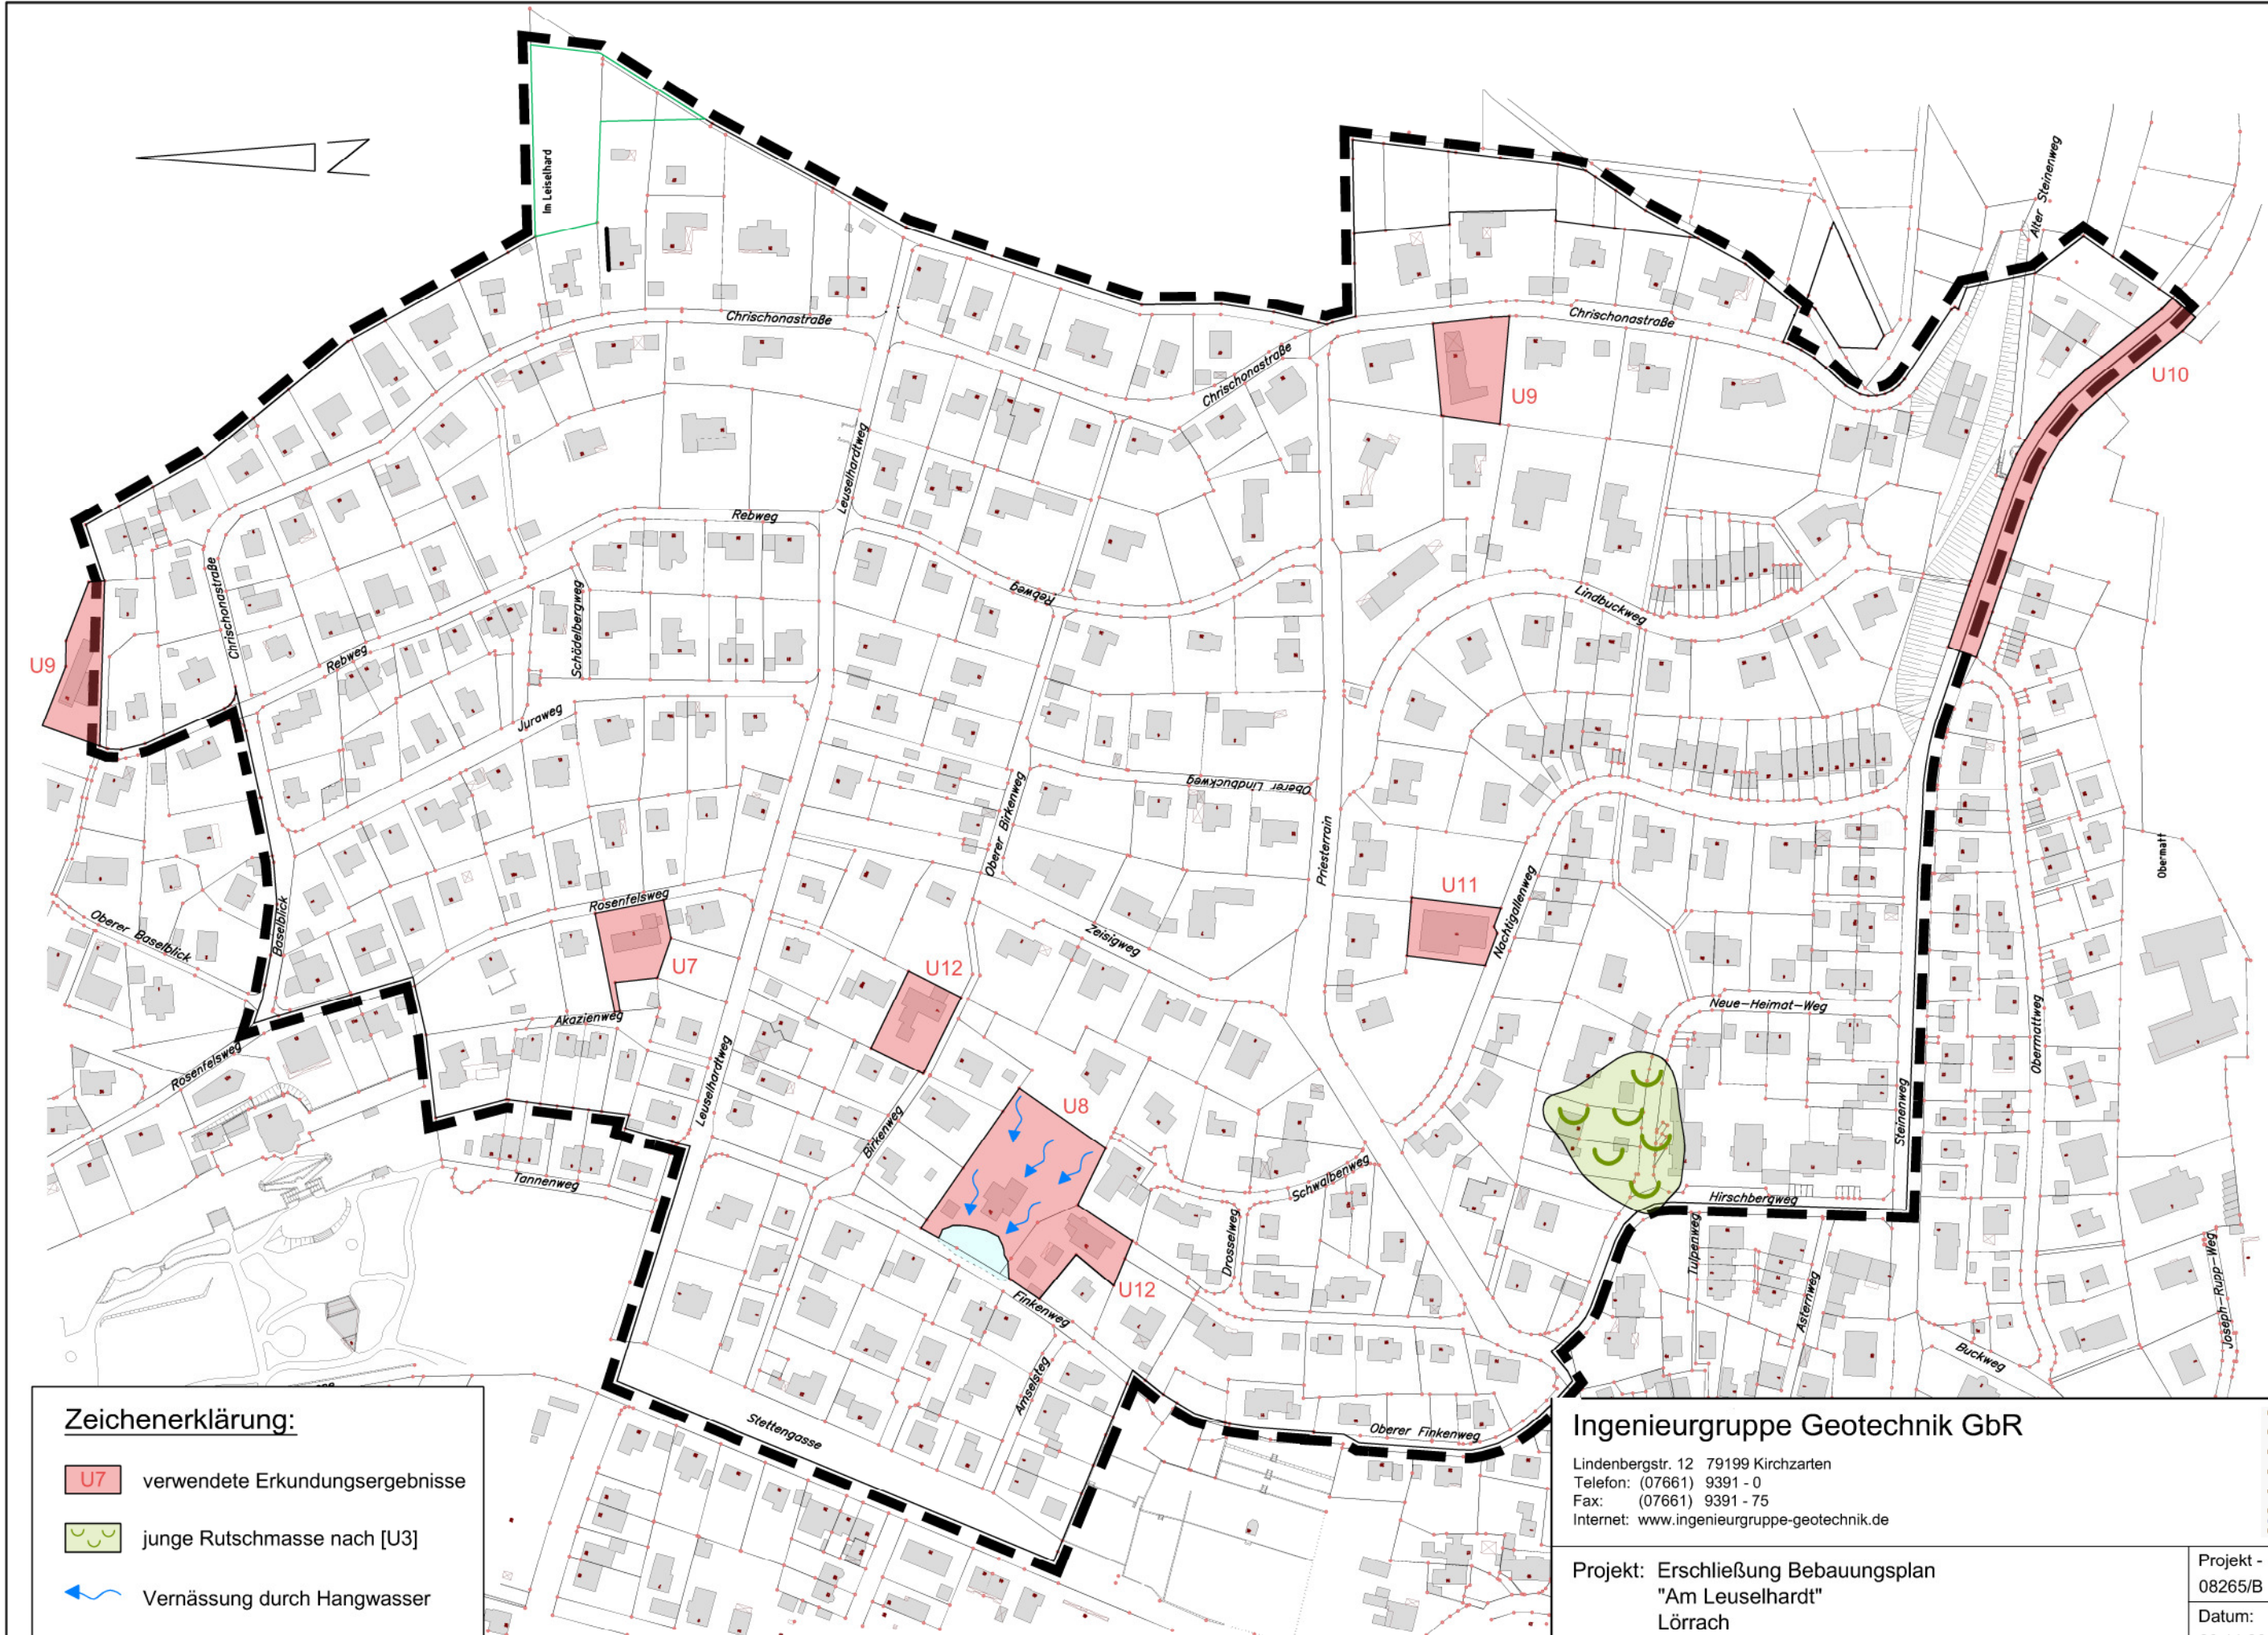 N
Im Leiselhard
Alter Steinenweg
Chrischonastraße
Chrischonastraße
Chrischonastraße
U9
U10
Leuselhardtweg
Rebweg
Chrischonastraße
Schädelbergweg
Rebweg
Lindbuckweg
Rebweg
U9
Juraweg
Oberer Birkenweg
Oberer Lindbuckweg
Priesterrain
Obermatt
U11
Rosenfelsweg
Nachtigallenweg
Oberer Baselblick
Baselblick
Zeisigweg
U7
U12
Neue-Heimat-Weg
Akazienweg
Obermattweg
Rosenfelsweg
Leuselhardtweg
U8
Steinenweg
Birkenweg
Tannenweg
Schwalbenweg
Hirschbergweg
Drosselweg
Tulpenweg
U12
Finkenweg
Asternweg
Joseph-Rupp-Weg
Buckweg
Amselsteg
Stettengasse
Oberer Finkenweg
Zeichenerklärung:
U7 verwendete Erkundungsergebnisse
junge Rutschmasse nach [U3]
Vernässung durch Hangwasser
Ingenieurgruppe Geotechnik GbR
Lindenbergstr. 12 79199 Kirchzarten
Telefon: (07661) 9391 - 0
Fax: (07661) 9391 - 75
Internet: www.ingenieurgruppe-geotechnik.de
Projekt: Erschließung Bebauungsplan
"Am Leuselhardt"
Lörrach
Projekt -
08265/B
Datum: